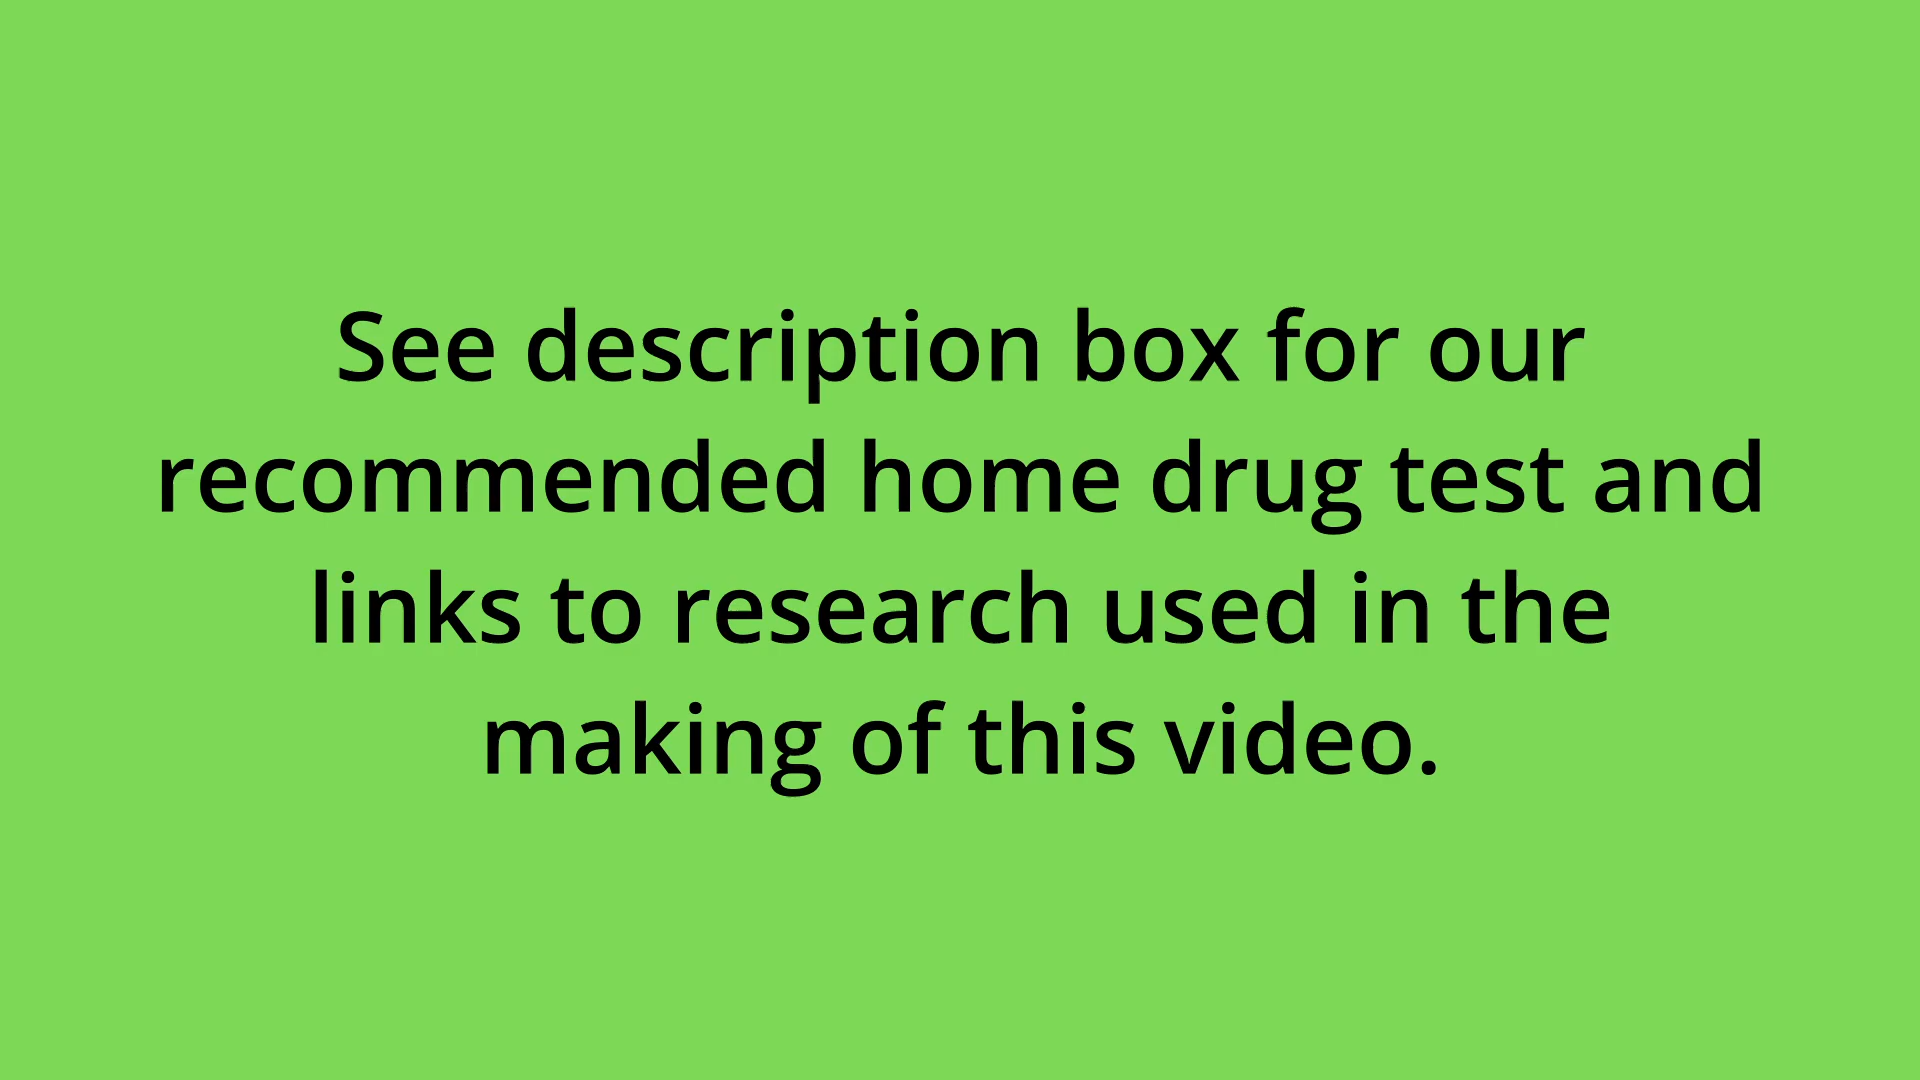 See description box for our
recommended home drug test and
links to research used in the
making of this video.